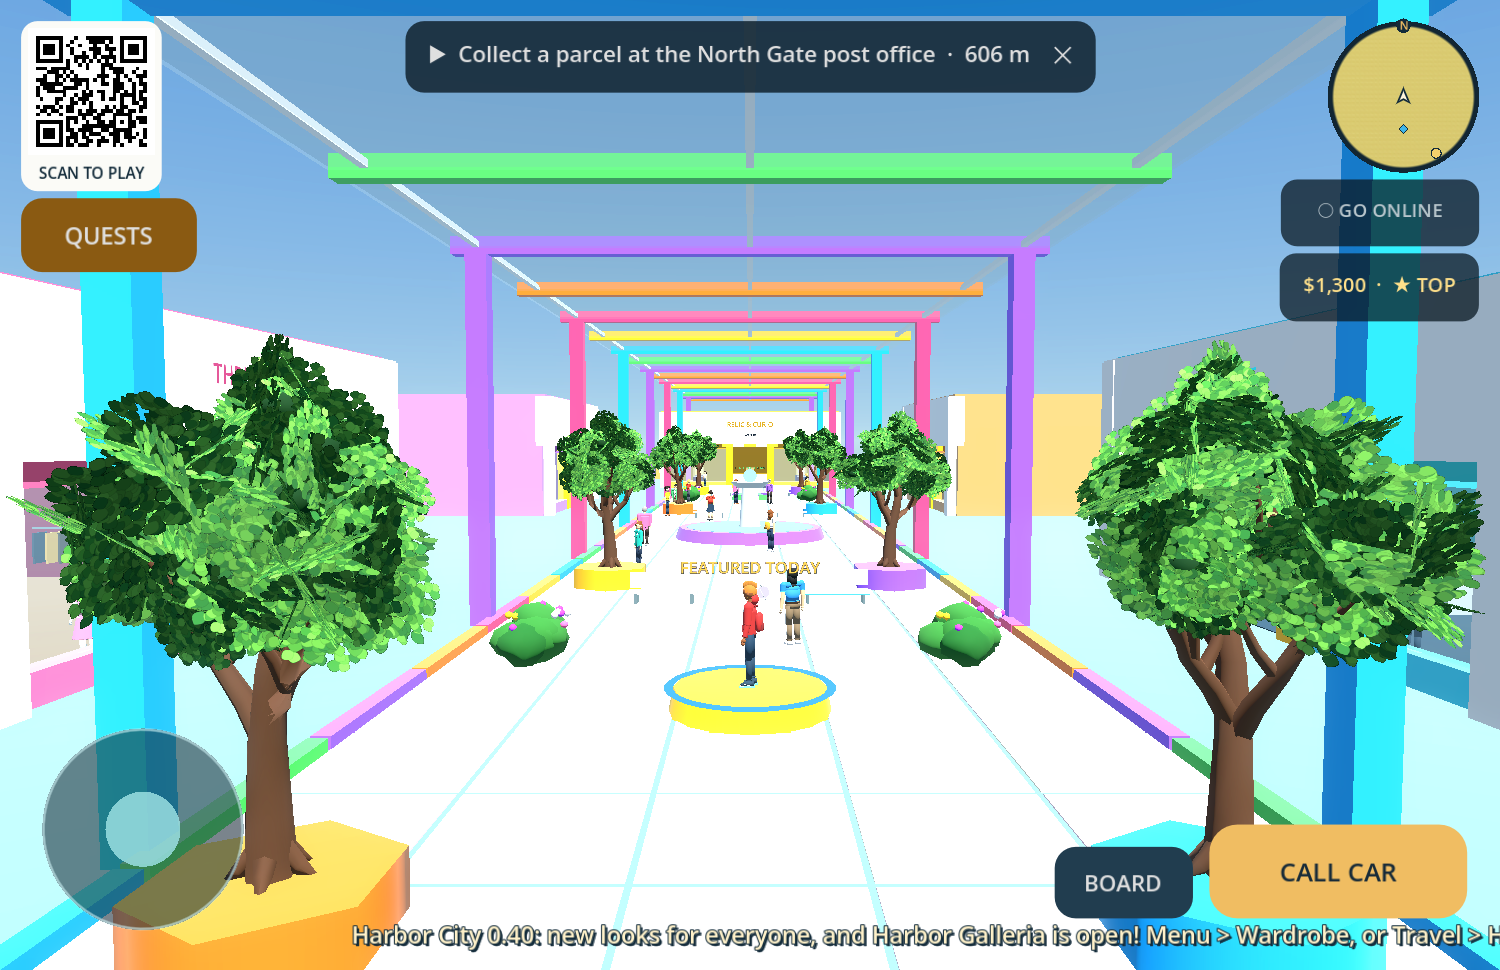 SCAN TO PLAY
QUESTS
Collect a parcel at the North Gate post office · 606 m
N
GO ONLINE
$1,300 · ★ TOP
RELIC & CURIO
FEATURED TODAY
BOARD
CALL CAR
Harbor City 0.40: new looks for everyone, and Harbor Galleria is open! Menu > Wardrobe, or Travel > H